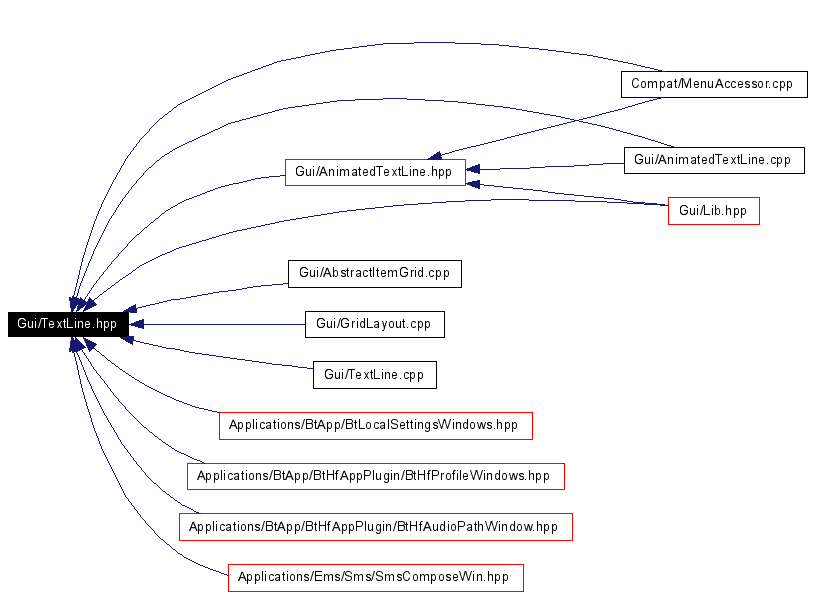 Compat/MenuAccessor.cpp
Gui/AnimatedTextLine.cpp
Gui/AnimatedTextLine.hpp
Gui/Lib.hpp
Gui/AbstractItemGrid.cpp
Gui/TextLine.hpp
Gui/GridLayout.cpp
Gui/TextLine.cpp
Applications/BtApp/BtLocalSettingsWindows.hpp
Applications/BtApp/BtHfAppPlugin/BtHfProfileWindows.hpp
Applications/BtApp/BtHfAppPlugin/BtHfAudioPathWindow.hpp
Applications/Ems/Sms/SmsComposeWin.hpp